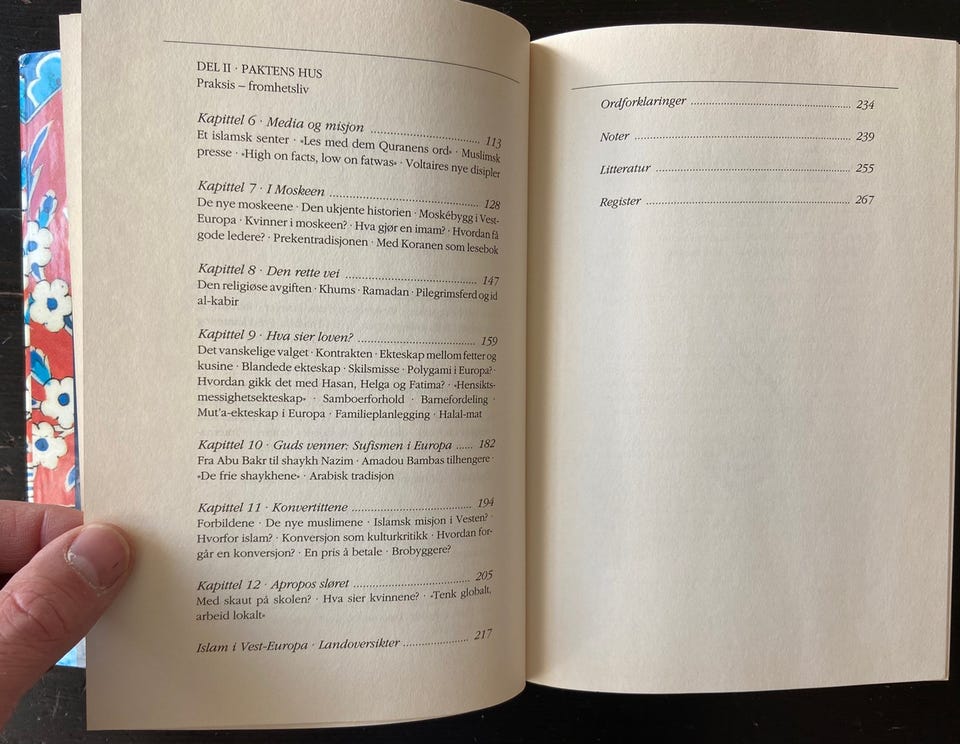 DEL II · PAKTENS HUS
Praksis – fromhetsliv
Kapittel 6 · Media og misjon ........................... 113
Et islamsk senter · «Les med dem Quranens ord» · Muslimsk
presse · «High on facts, low on fatwas» · Voltaires nye disipler
Kapittel 7 · I Moskeen ...................................... 128
De nye moskeene · Den ukjente historien · Moskébygg i Vest-
Europa · Kvinner i moskeen? · Hva gjør en imam? · Hvordan få
gode ledere? · Prekentradisjonen · Med Koranen som lesebok
Kapittel 8 · Den rette vei .................................. 147
Den religiøse avgiften · Khums · Ramadan · Pilegrimsferd og id
al-kabir
Kapittel 9 · Hva sier loven? .............................. 159
Det vanskelige valget · Kontrakten · Ekteskap mellom fetter og
kusine · Blandede ekteskap · Skilsmisse · Polygami i Europa? ·
Hvordan gikk det med Hasan, Helga og Fatima? · «Hensikts-
messighetsekteskap» · Samboerforhold · Barnefordeling ·
Mut'a-ekteskap i Europa · Familieplanlegging · Halal-mat
Kapittel 10 · Guds venner: Sufismen i Europa ...... 182
Fra Abu Bakr til shaykh Nazim · Amadou Bambas tilhengere ·
«De frie shaykhene» · Arabisk tradisjon
Kapittel 11 · Konvertittene ............................... 194
Forbildene · De nye muslimene · Islamsk misjon i Vesten? ·
Hvorfor islam? · Konversjon som kulturkritikk · Hvordan for-
går en konversjon? · En pris å betale · Brobyggere?
Kapittel 12 · Apropos sløret .............................. 205
Med skaut på skolen? · Hva sier kvinnene? · «Tenk globalt,
arbeid lokalt»
Islam i Vest-Europa · Landoversikter ................ 217
Ordforklaringer ................................................ 234
Noter ................................................................ 239
Litteratur .......................................................... 255
Register ............................................................ 267